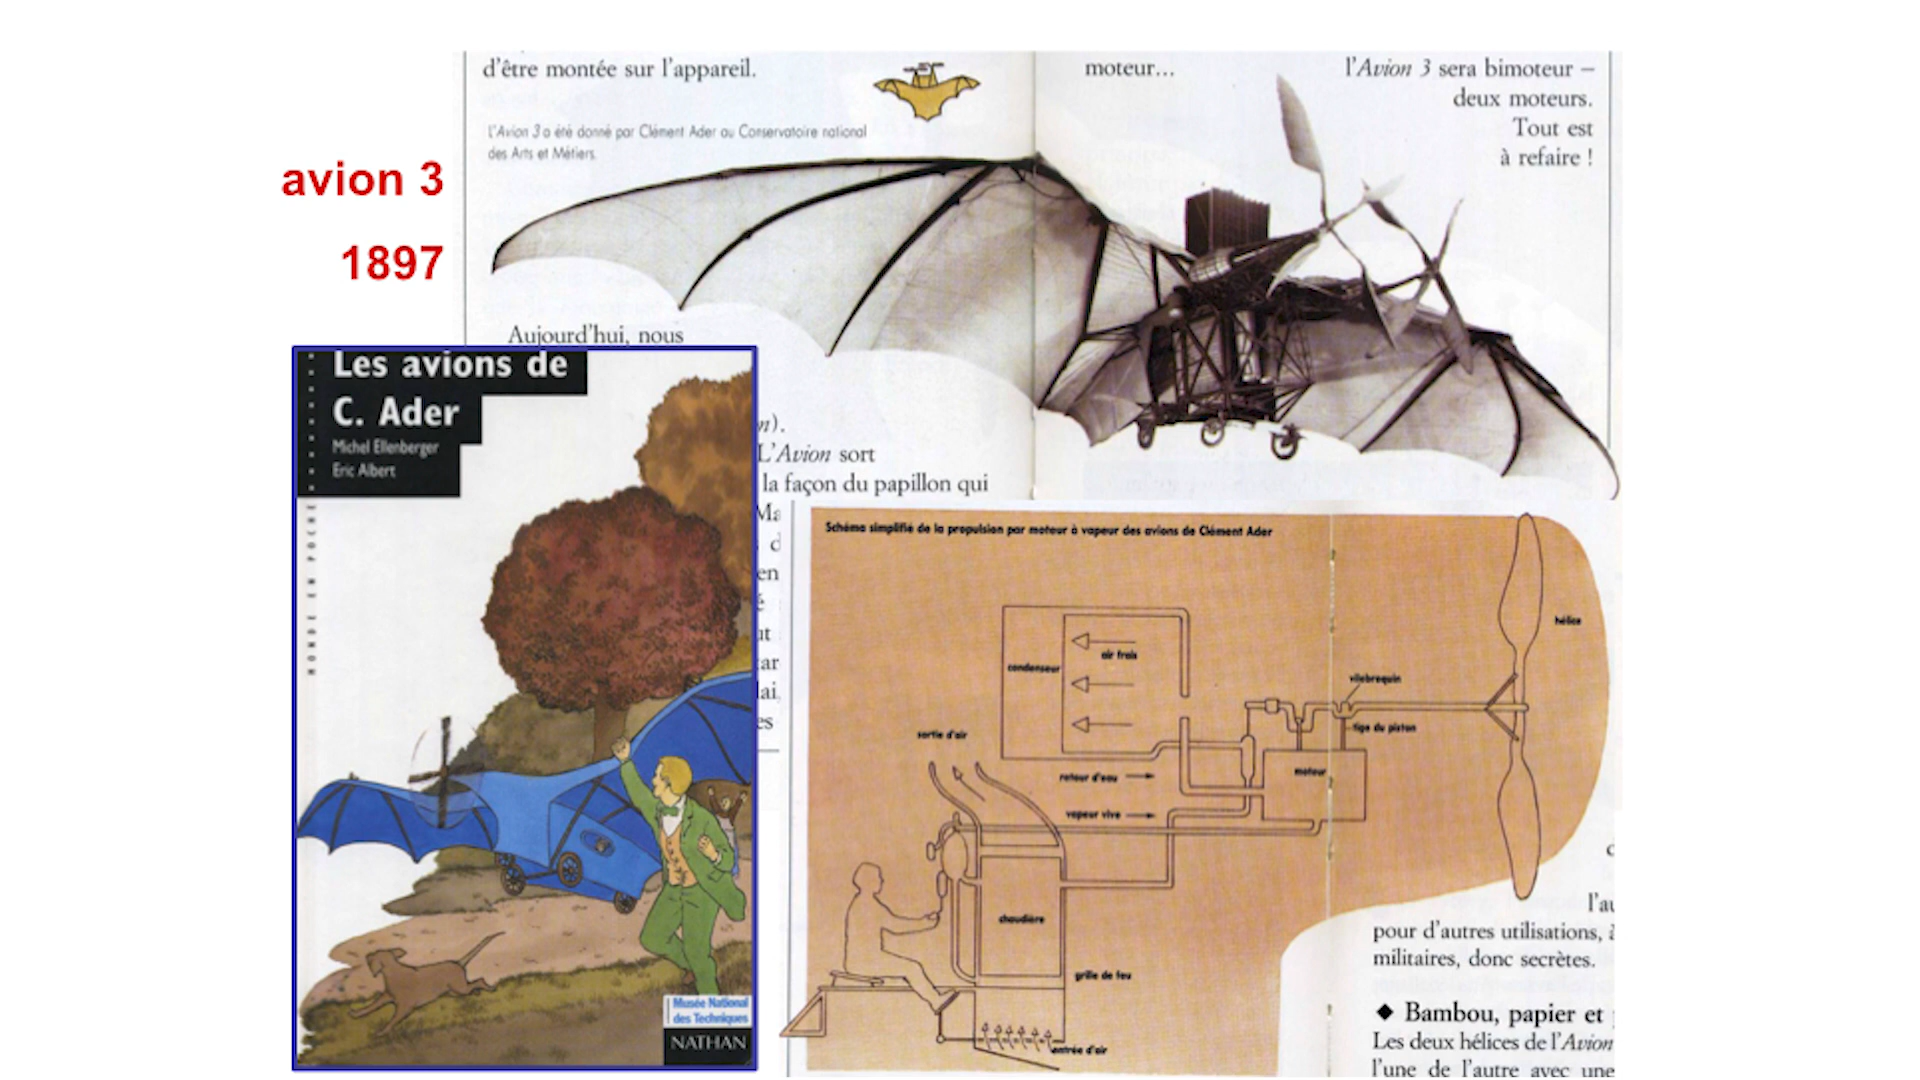 d'être montée sur l'appareil.
L'Avion 3 a été donné par Clément Ader au Conservatoire national
des Arts et Métiers.
moteur...
l'Avion 3 sera bimoteur –
deux moteurs.
Tout est
à refaire !
avion 3
1897
Aujourd'hui, nous
L'Avion sort
la façon du papillon qui
Les avions de
C. Ader
Michel Ellenberger
Eric Albert
MONDE EN POCHE
Musée National
des Techniques
NATHAN
Schéma simplifié de la propulsion par moteur à vapeur des avions de Clément Ader
hélice
air frais
condenseur
vilebrequin
tige du piston
sortie d'air
retour d'eau
moteur
vapeur vive
chaudière
grille de feu
entrée d'air
pour d'autres utilisations,
militaires, donc secrètes.
◆ Bambou, papier et
Les deux hélices de l'Avion
l'une de l'autre avec une